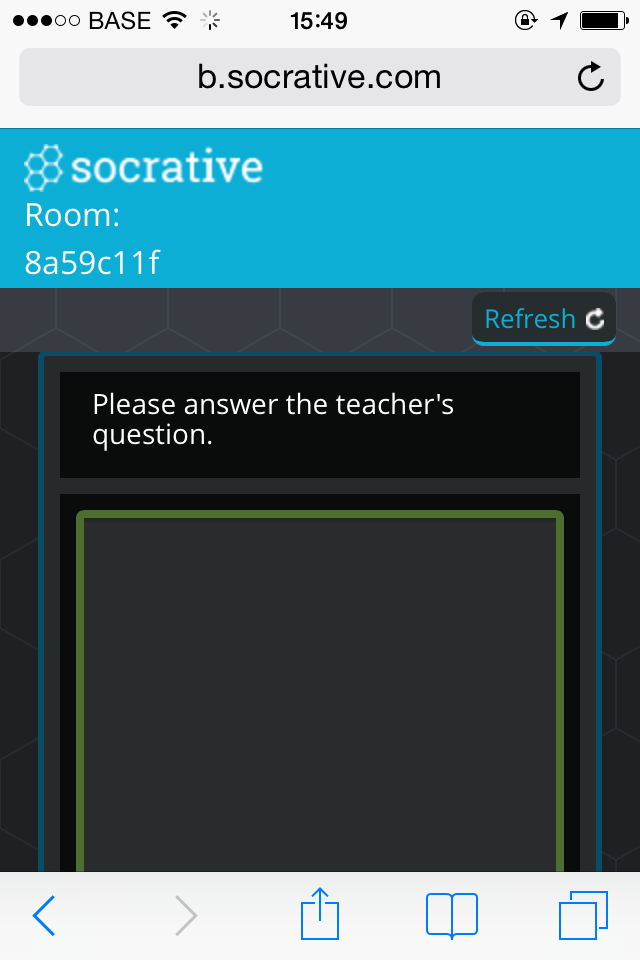 BASE 15:49
b.socrative.com
socrative
Room:
8a59c11f
Refresh
Please answer the teacher's
question.